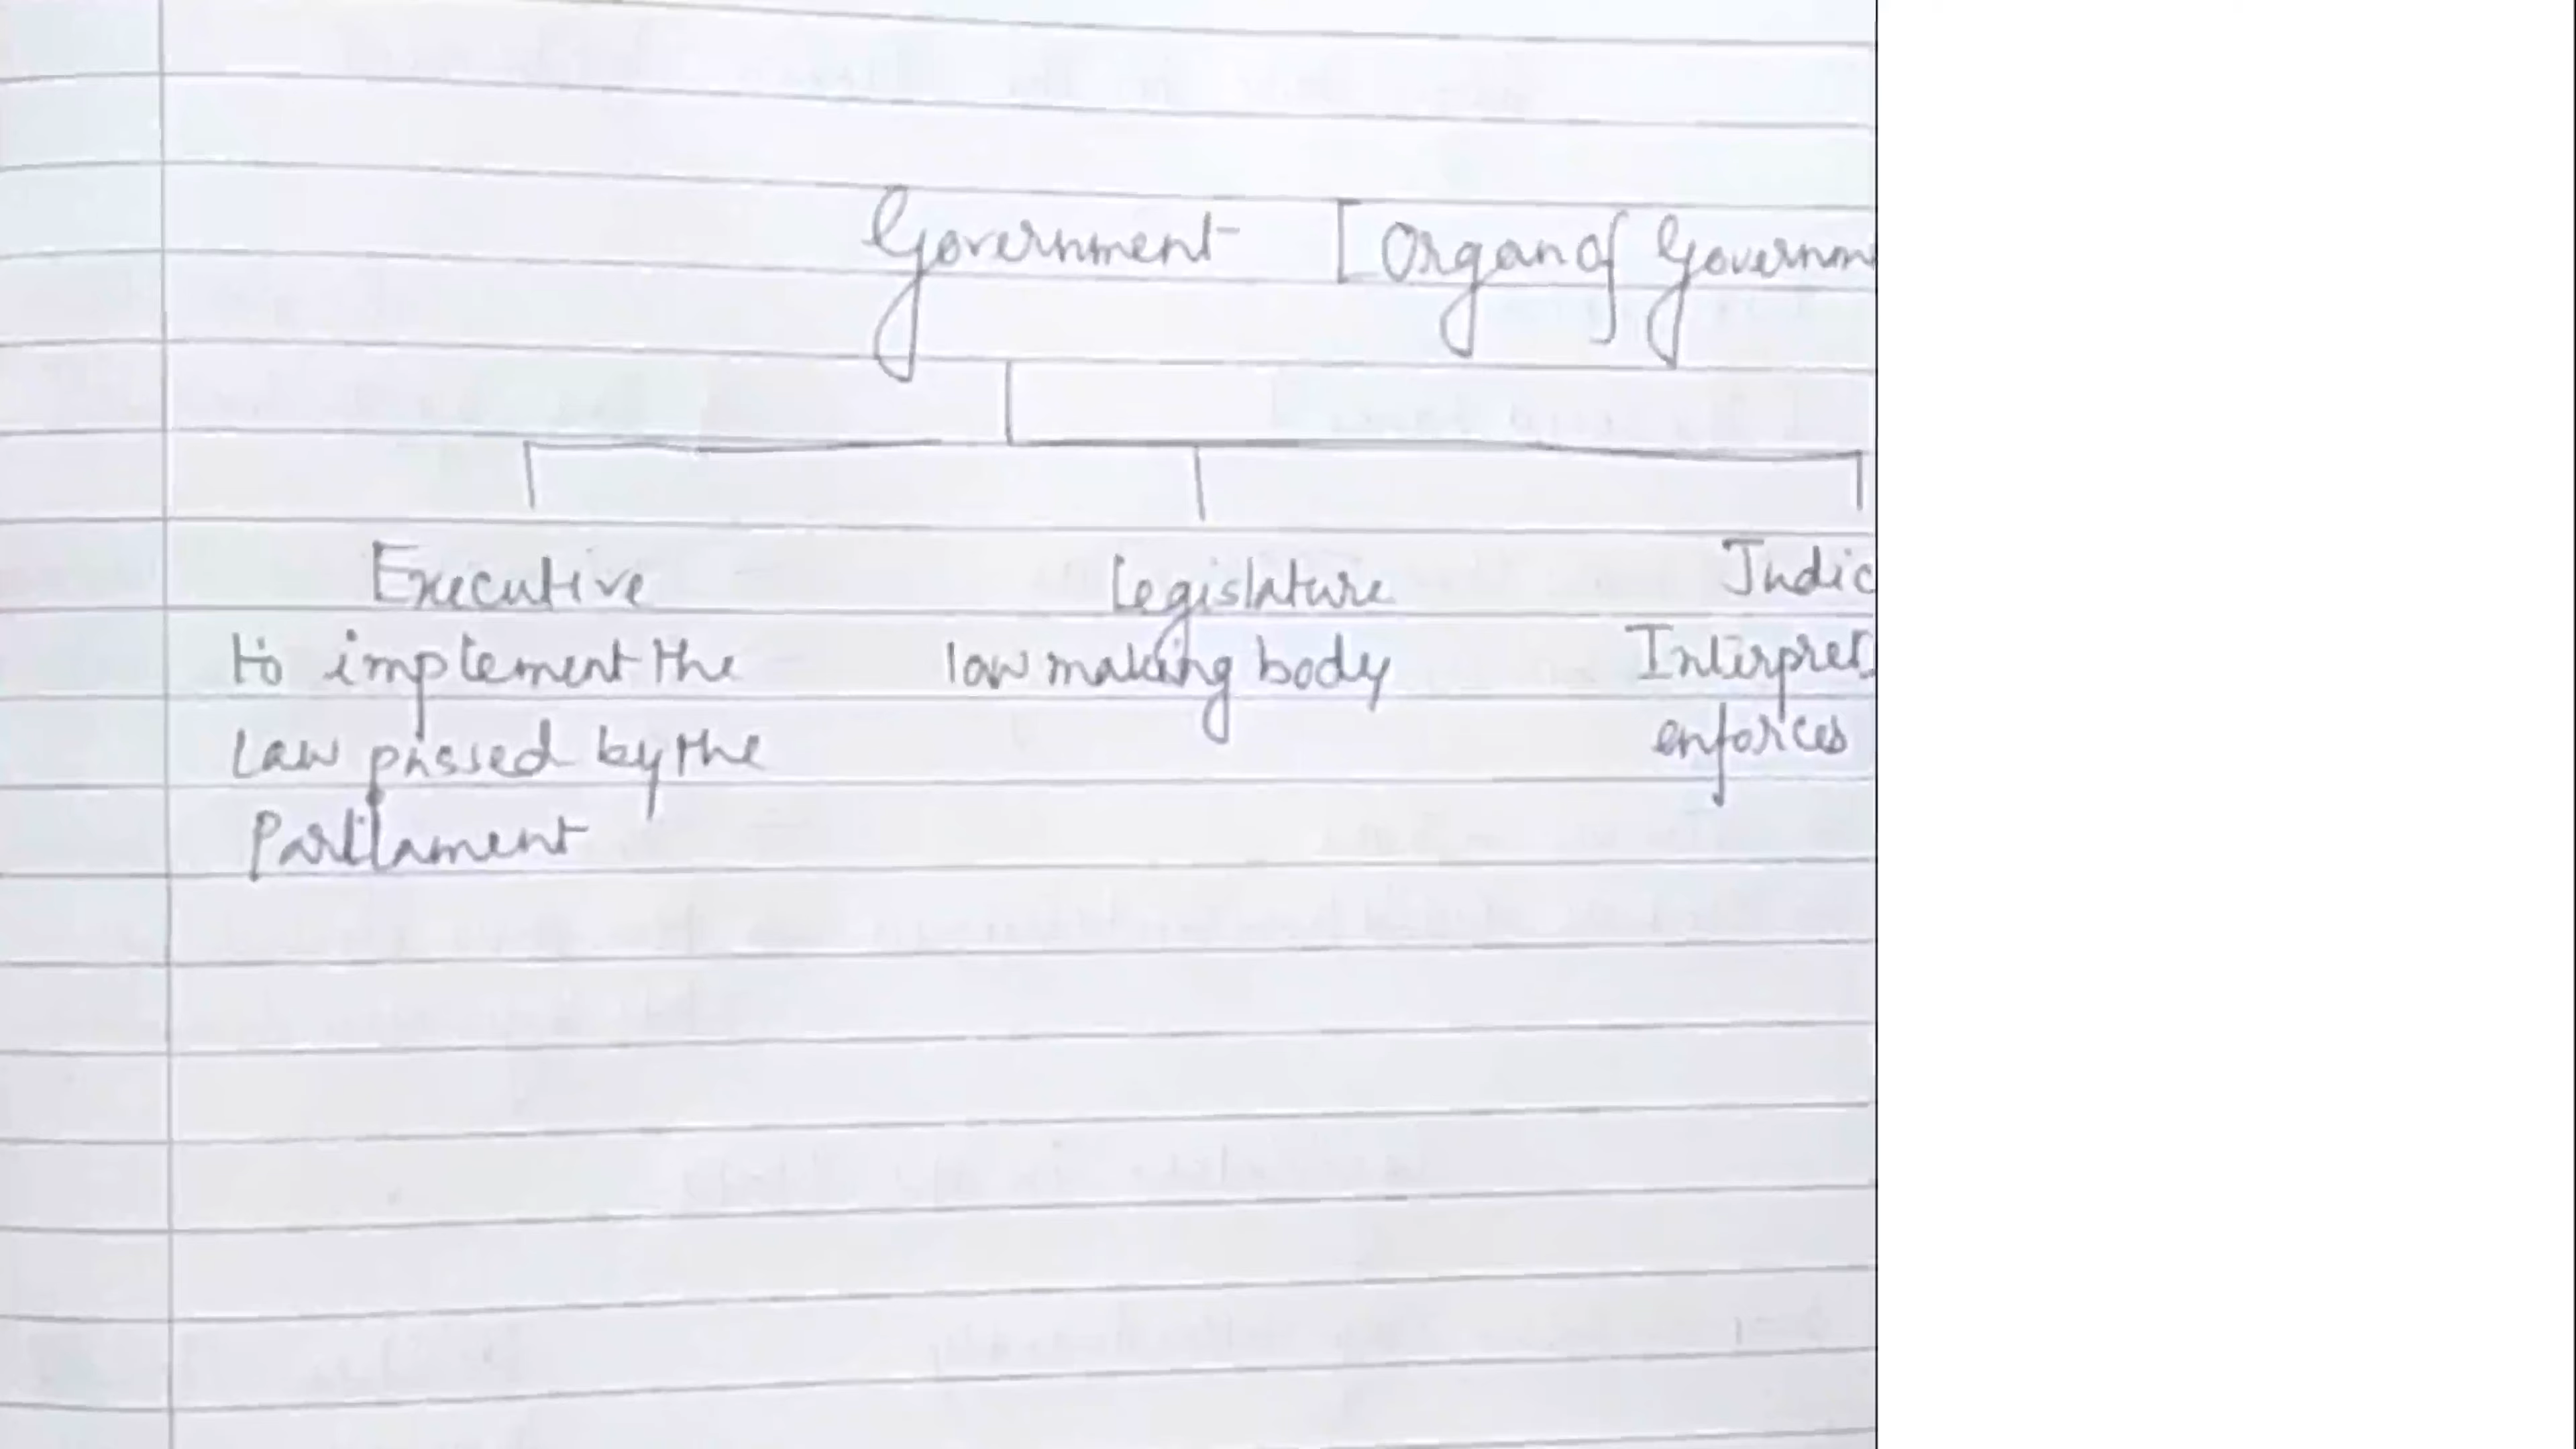 Government [Organ of Governm
Executive Legislature Judic
to implement the law making body Interpret
law passed by the enforces
Parliament